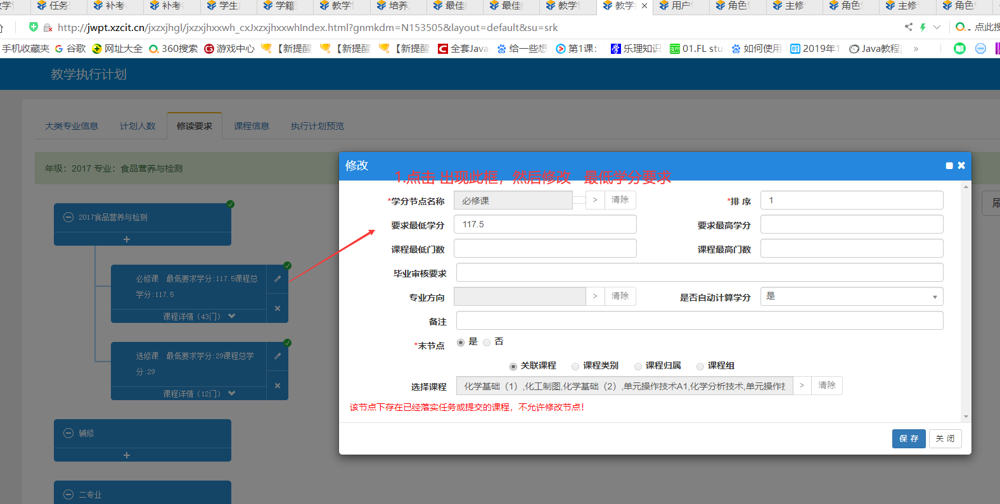 教学 任务 补考 补考 学生 学籍 教学 培养 最佳 最佳 教学 教学 用户 角色 主修 角色 主修 角色
http://jwpt.xzcit.cn/jxzxjhgl/jxzxjhxxwh_cxJxzxjhxxwhIndex.html?gnmkdm=N153505&layout=default&su=srk 点此搜
手机收藏夹 谷歌 网址大全 360搜索 游戏中心 【新提醒 【新提醒 【新提醒 全套Java 给一些想 第1课: 乐理知识 01.FL stu 如何使用 2019年1 Java教程 »
教学执行计划
大类专业信息 计划人数 修读要求 课程信息 执行计划预览
年级：2017 专业：食品营养与检测
2017食品营养与检测
必修课 最低要求学分:117.5课程总
学分:117.5
课程详情（43门）
选修课 最低要求学分:29课程总学
分:29
课程详情（12门）
辅修
二专业
修改
1.点击 出现此框，然后修改 最低学分要求
*学分节点名称 必修课 > 清除 *排 序 1
要求最低学分 117.5 要求最高学分
课程最低门数 课程最高门数
毕业审核要求
专业方向 > 清除 是否自动计算学分 是
备注
*末节点 是 否
关联课程 课程类别 课程归属 课程组
选择课程 化学基础（1）,化工制图,化学基础（2）,单元操作技术A1,化学分析技术,单元操作技 > 清除
该节点下存在已经落实任务或提交的课程，不允许修改节点！
保 存 关 闭